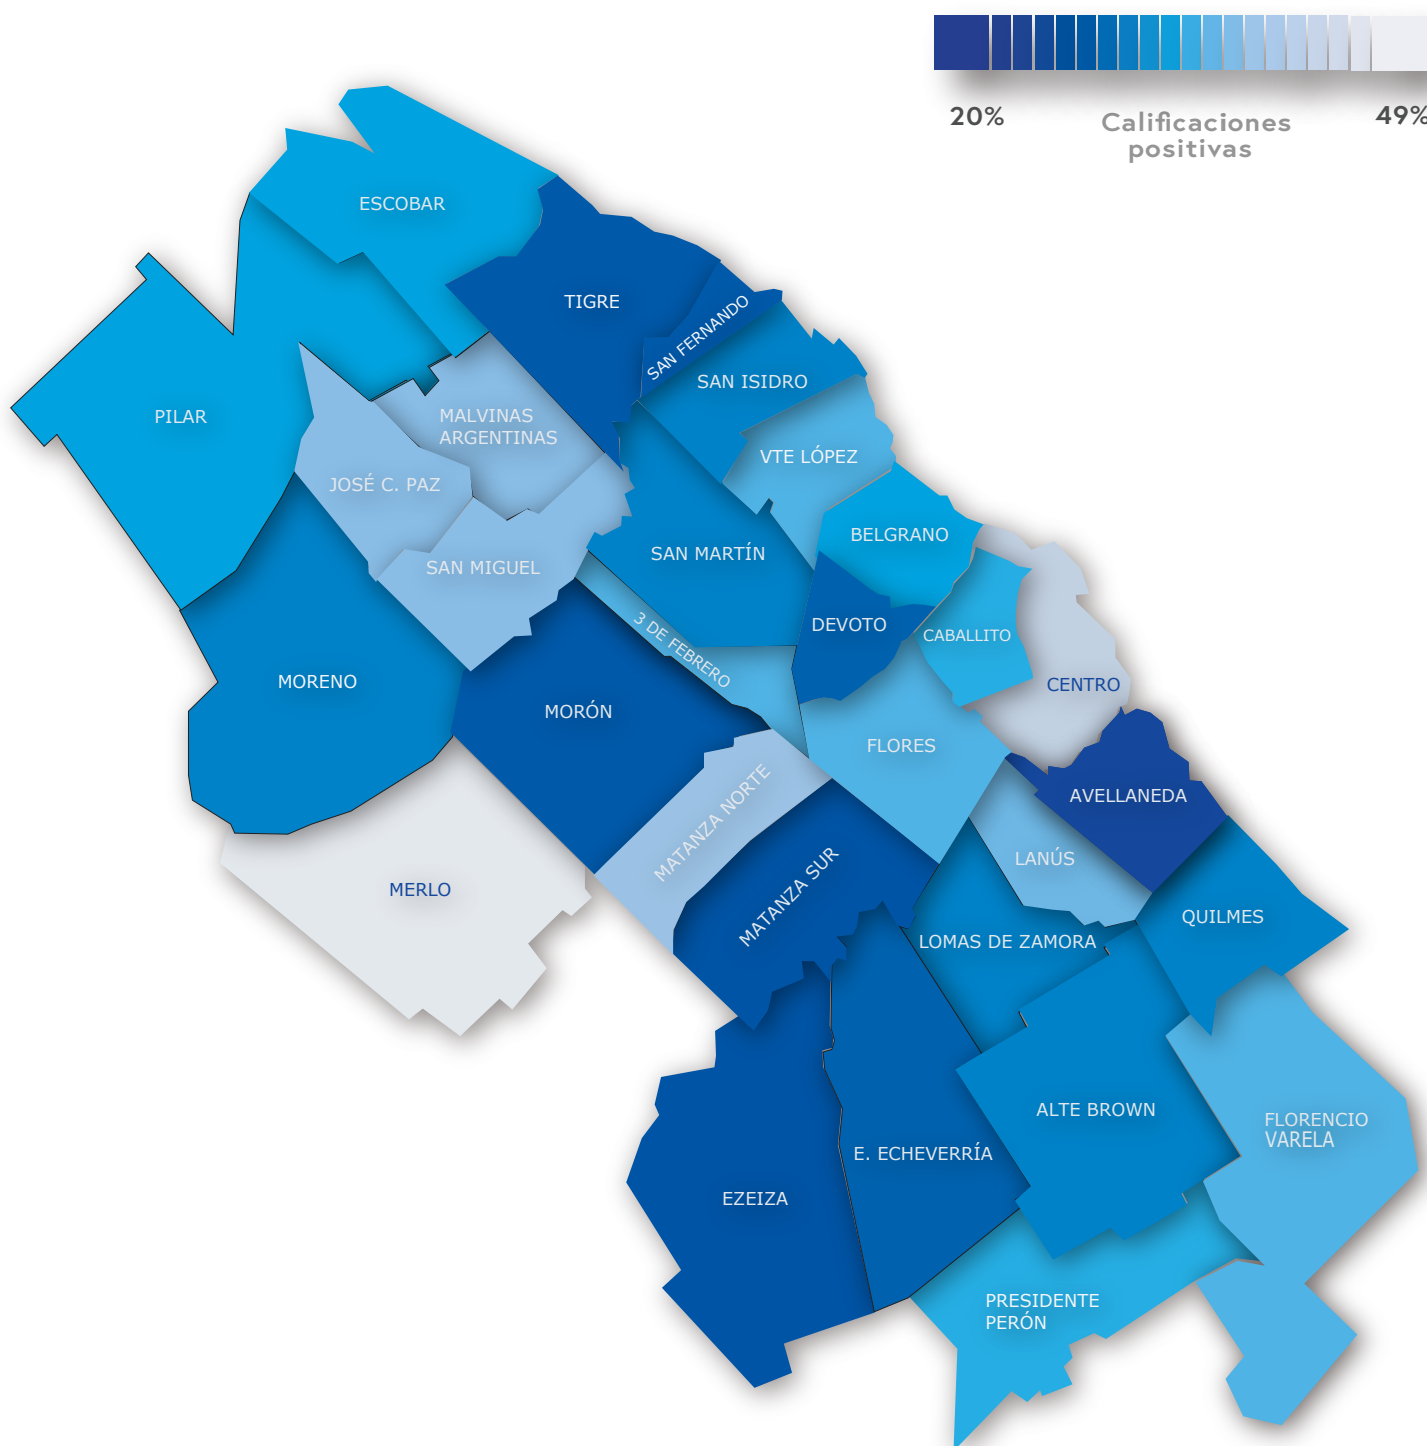 20%
Calificaciones
positivas
49%
ESCOBAR
TIGRE
SAN FERNANDO
SAN ISIDRO
PILAR
MALVINAS
ARGENTINAS
VTE LÓPEZ
JOSÉ C. PAZ
BELGRANO
SAN MARTÍN
SAN MIGUEL
DEVOTO
CABALLITO
3 DE FEBRERO
MORENO
CENTRO
MORÓN
FLORES
AVELLANEDA
MATANZA NORTE
LANÚS
MERLO
MATANZA SUR
QUILMES
LOMAS DE ZAMORA
ALTE BROWN
FLORENCIO
VARELA
E. ECHEVERRÍA
EZEIZA
PRESIDENTE
PERÓN